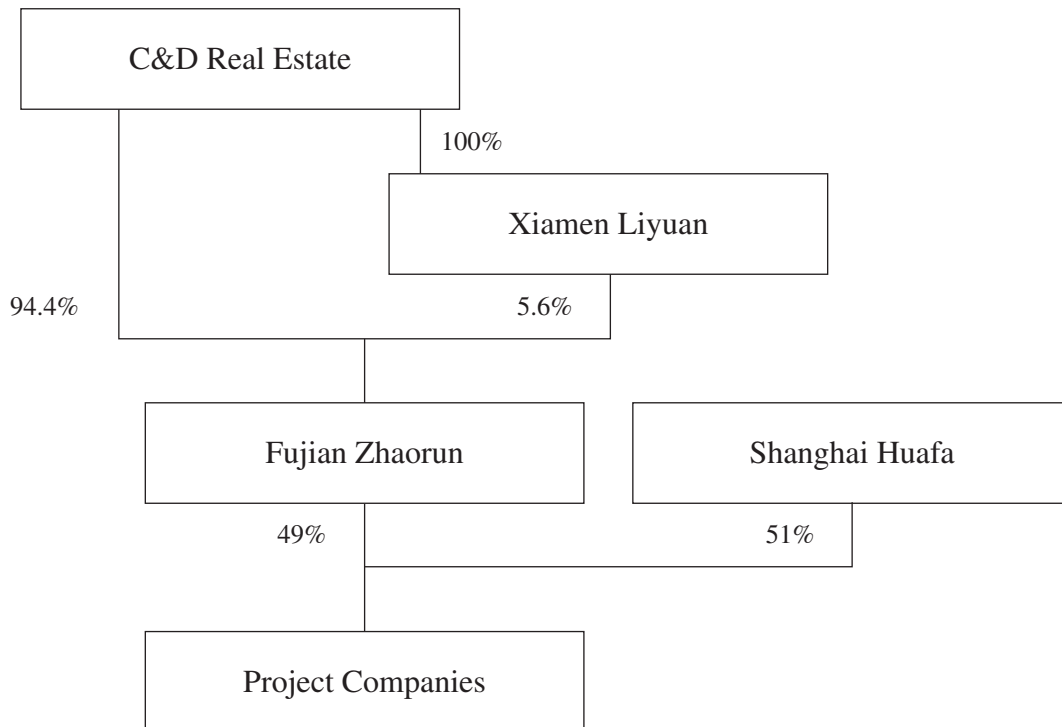 C&D Real Estate
100%
Xiamen Liyuan
94.4%
5.6%
Fujian Zhaorun
Shanghai Huafa
49%
51%
Project Companies